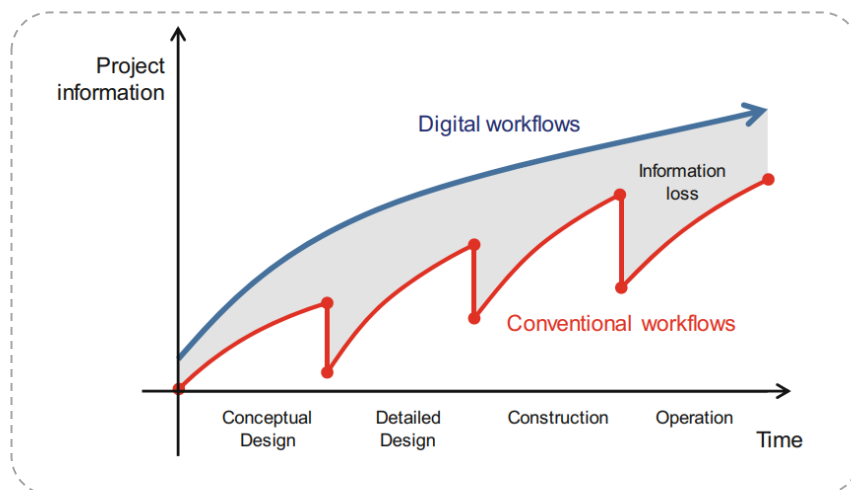 Project
information
Digital workflows
Information
loss
Conventional workflows
Conceptual
Design
Detailed
Design
Construction
Operation
Time